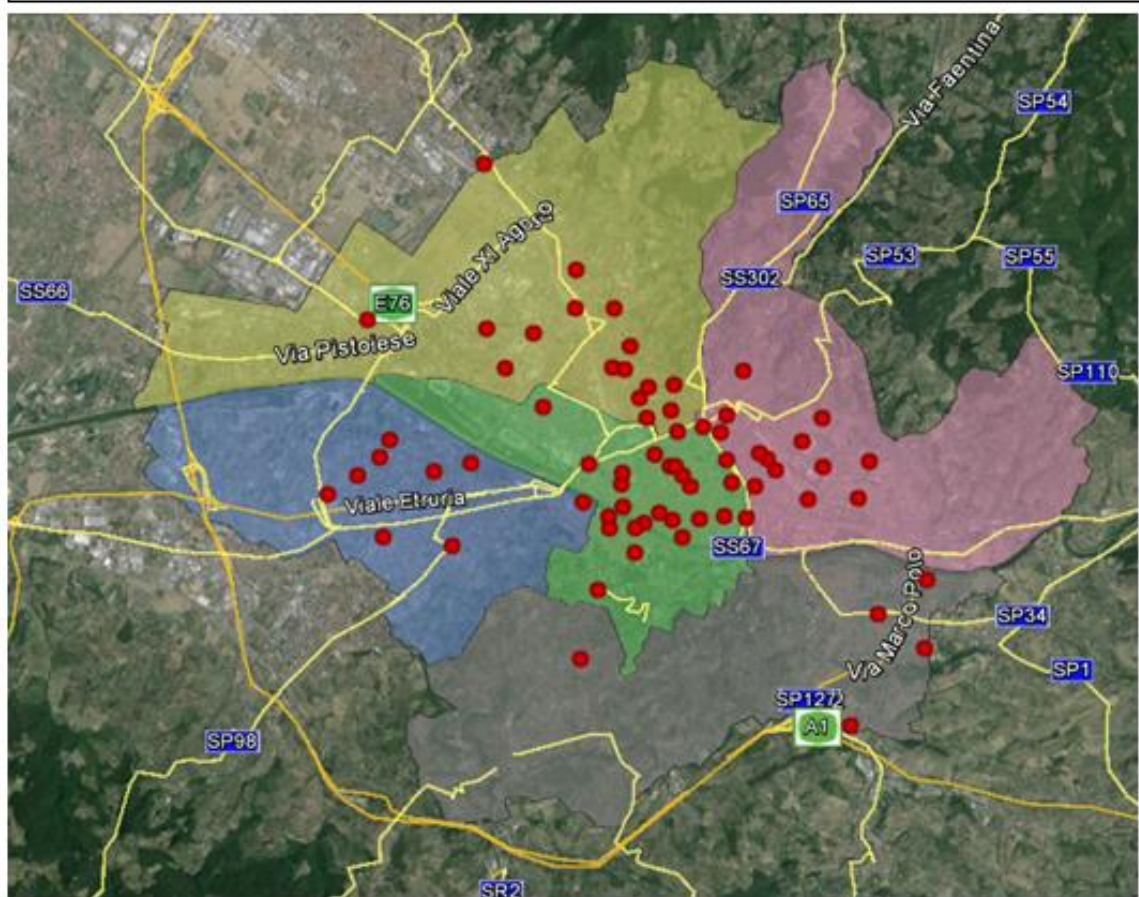 Via Faentina
SP54
SP65
SP53
SP55
SS302
SS66
E76
Viale XI Agosto
Via Pistoiese
SP110
Viale Etruria
SS67
Via Marco Polo
SP34
SP1
SP127
A1
SP98
SR2